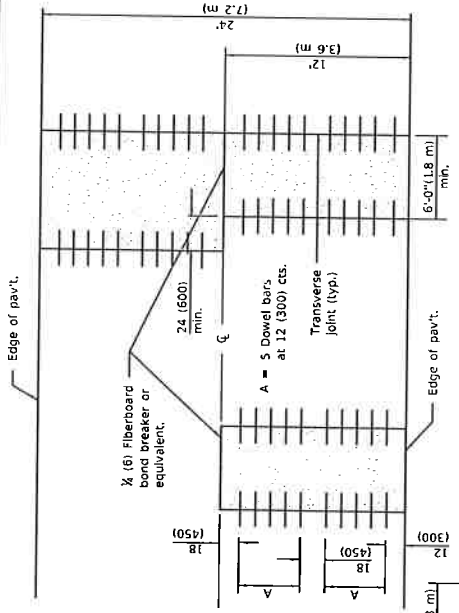 24'
(7.2 m)
12'
(3.6 m)
Edge of pav't.
¼ (6) Fiberboard
bond breaker or
equivalent.
24 (600)
min.
℄
A = 5 Dowel bars
at 12 (300) cts.
Transverse
joint (typ.)
6'-0" (1.8 m)
min.
Edge of pav't.
18
(450)
A
18
(450)
A
12
(300)
m)